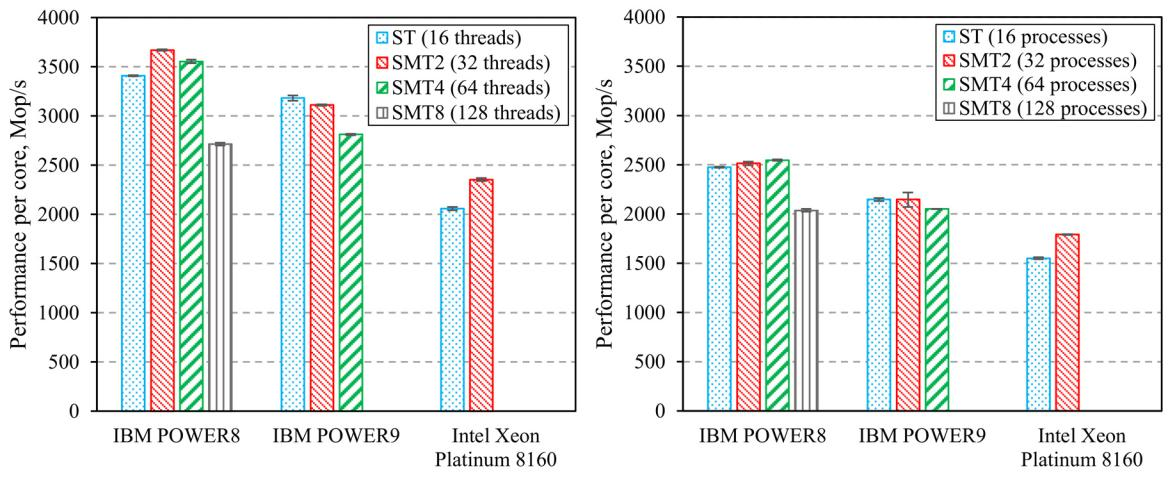 Performance per core, Mop/s
4000
3500
3000
2500
2000
1500
1000
500
0
ST (16 threads)
SMT2 (32 threads)
SMT4 (64 threads)
SMT8 (128 threads)
IBM POWER8
IBM POWER9
Intel Xeon
Platinum 8160
Performance per core, Mop/s
4000
3500
3000
2500
2000
1500
1000
500
0
ST (16 processes)
SMT2 (32 processes)
SMT4 (64 processes)
SMT8 (128 processes)
IBM POWER8
IBM POWER9
Intel Xeon
Platinum 8160